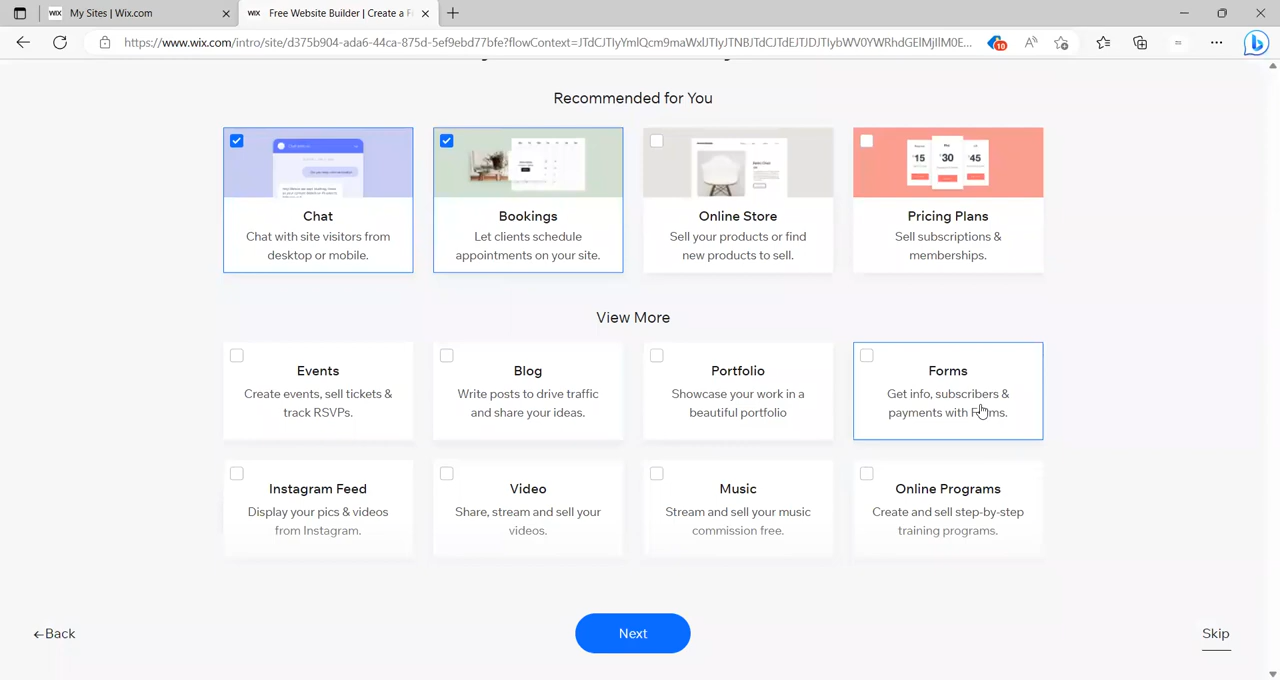 WIX My Sites | Wix.com
WIX Free Website Builder | Create a F
https://www.wix.com/intro/site/d375b904-ada6-44ca-875d-5ef9ebd77bfe?flowContext=JTdCJTIyYmlQcm9maWxlJTIyJTNBJTdCJTdEJTJDJTIybWV0YWRhdGElMjIlM0E...
10
Recommended for You
Chat
Chat with site visitors from
desktop or mobile.
Bookings
Let clients schedule
appointments on your site.
Online Store
Sell your products or find
new products to sell.
15
30
45
Pricing Plans
Sell subscriptions &
memberships.
View More
Events
Create events, sell tickets &
track RSVPs.
Blog
Write posts to drive traffic
and share your ideas.
Portfolio
Showcase your work in a
beautiful portfolio
Forms
Get info, subscribers &
payments with Forms.
Instagram Feed
Display your pics & videos
from Instagram.
Video
Share, stream and sell your
videos.
Music
Stream and sell your music
commission free.
Online Programs
Create and sell step-by-step
training programs.
←Back
Next
Skip